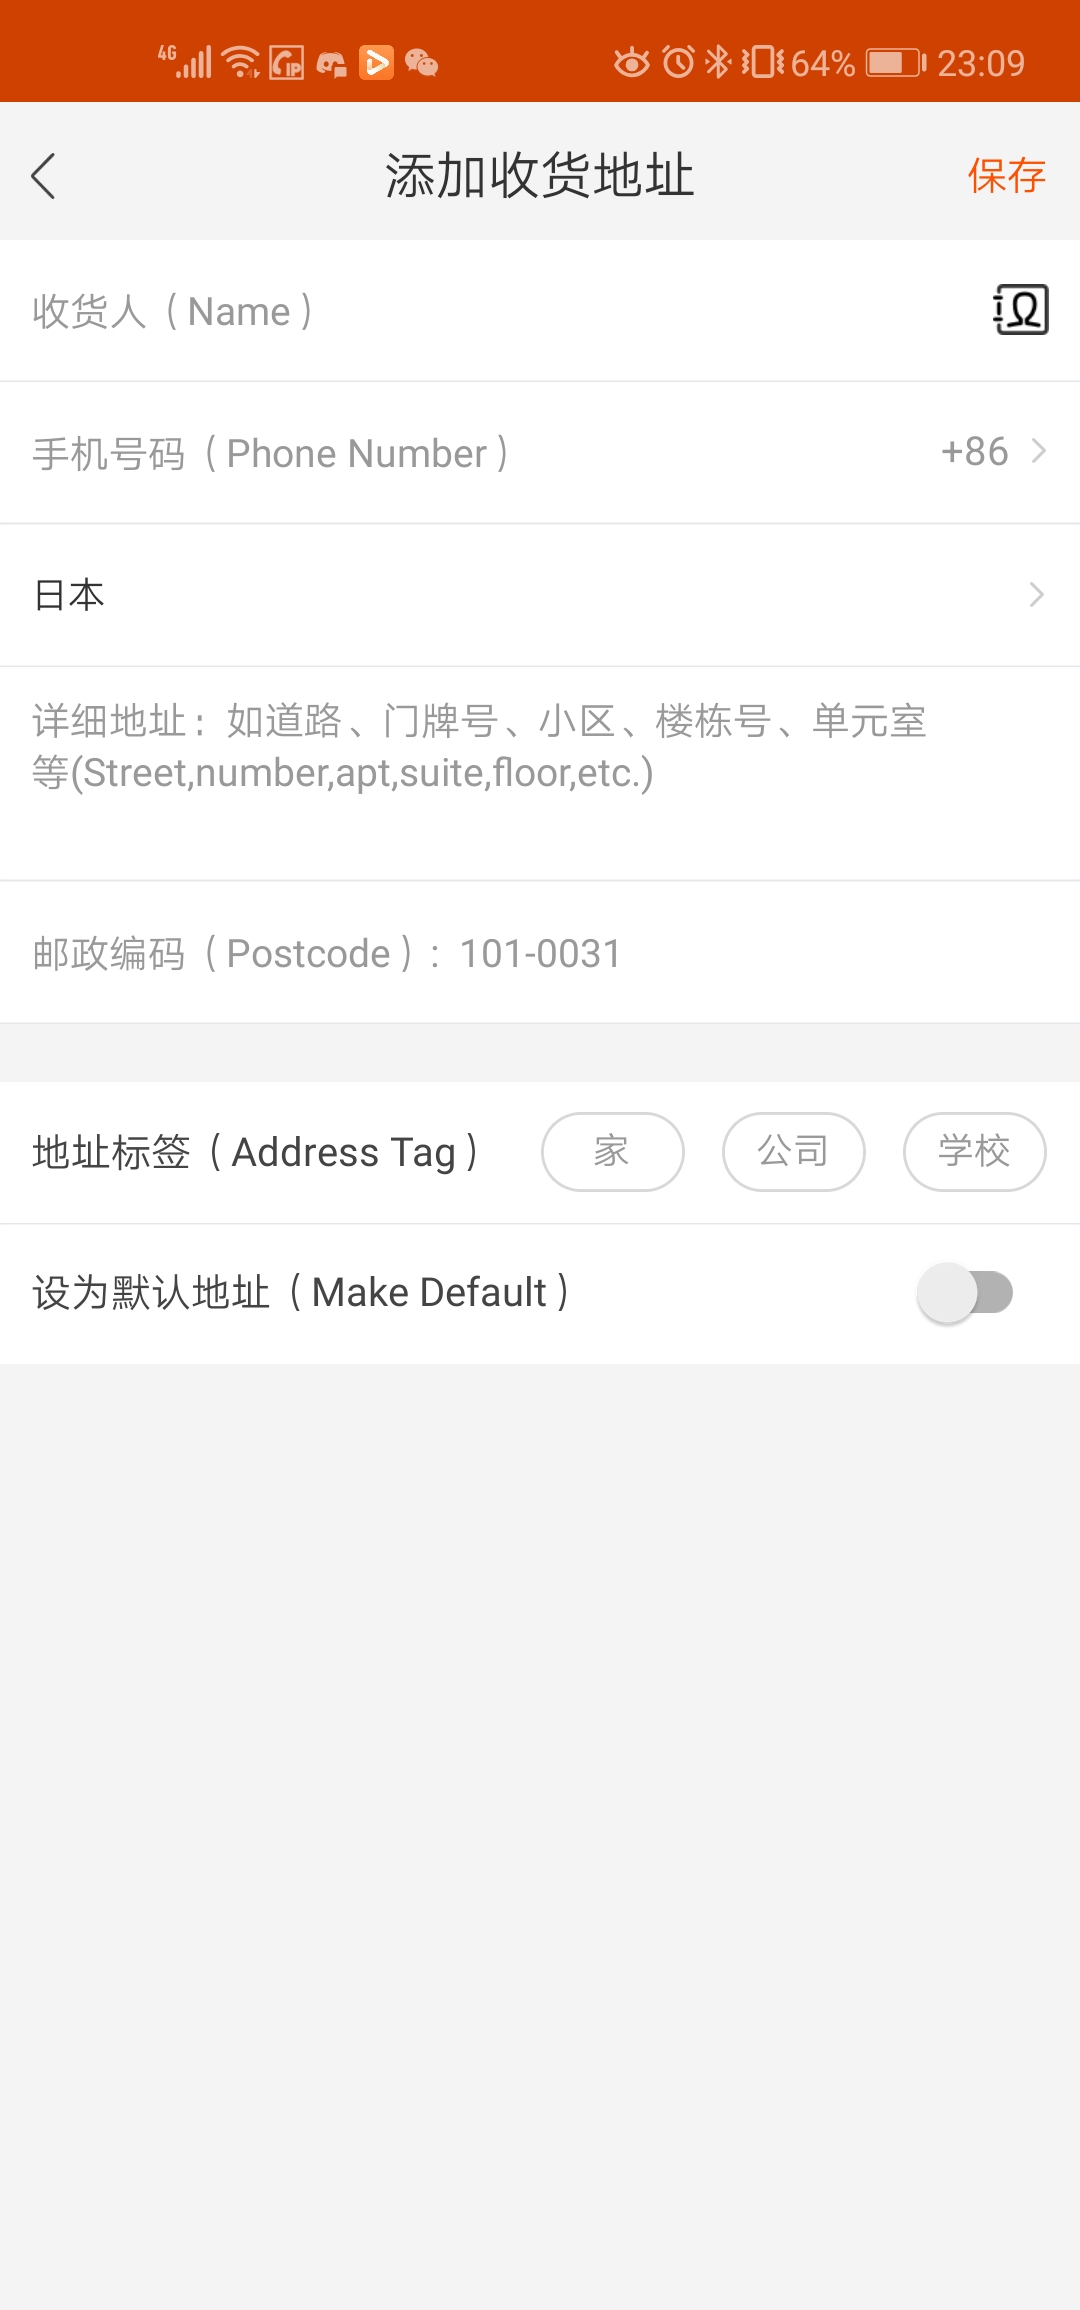 4G 64% 23:09
添加收货地址 保存
收货人（Name）
手机号码（Phone Number） +86
日本
详细地址：如道路、门牌号、小区、楼栋号、单元室
等(Street,number,apt,suite,floor,etc.)
邮政编码（Postcode）: 101-0031
地址标签（Address Tag） 家 公司 学校
设为默认地址（Make Default）